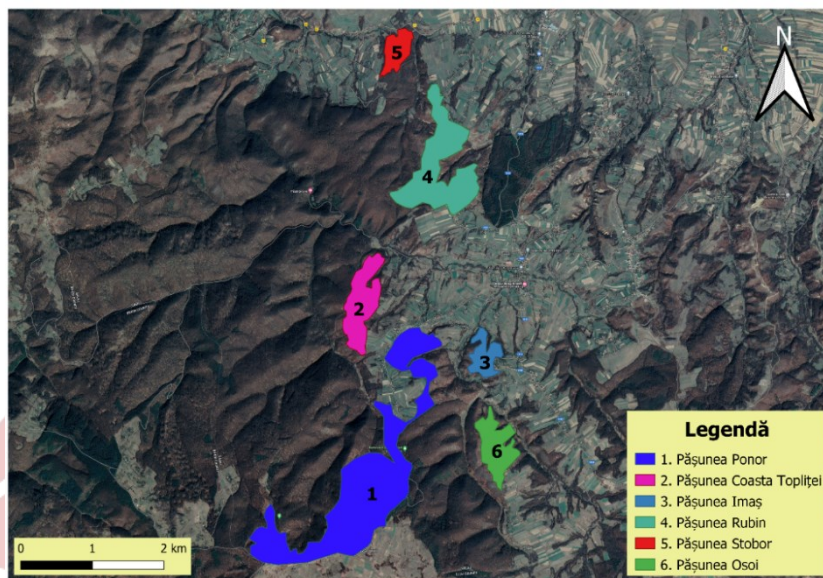 5
N
4
2
3
6
1
Legendă
1. Pășunea Ponor
2. Pășunea Coasta Topliței
3. Pășunea Imaș
4. Pășunea Rubin
5. Pășunea Stobor
6. Pășunea Osoi
0 1 2 km